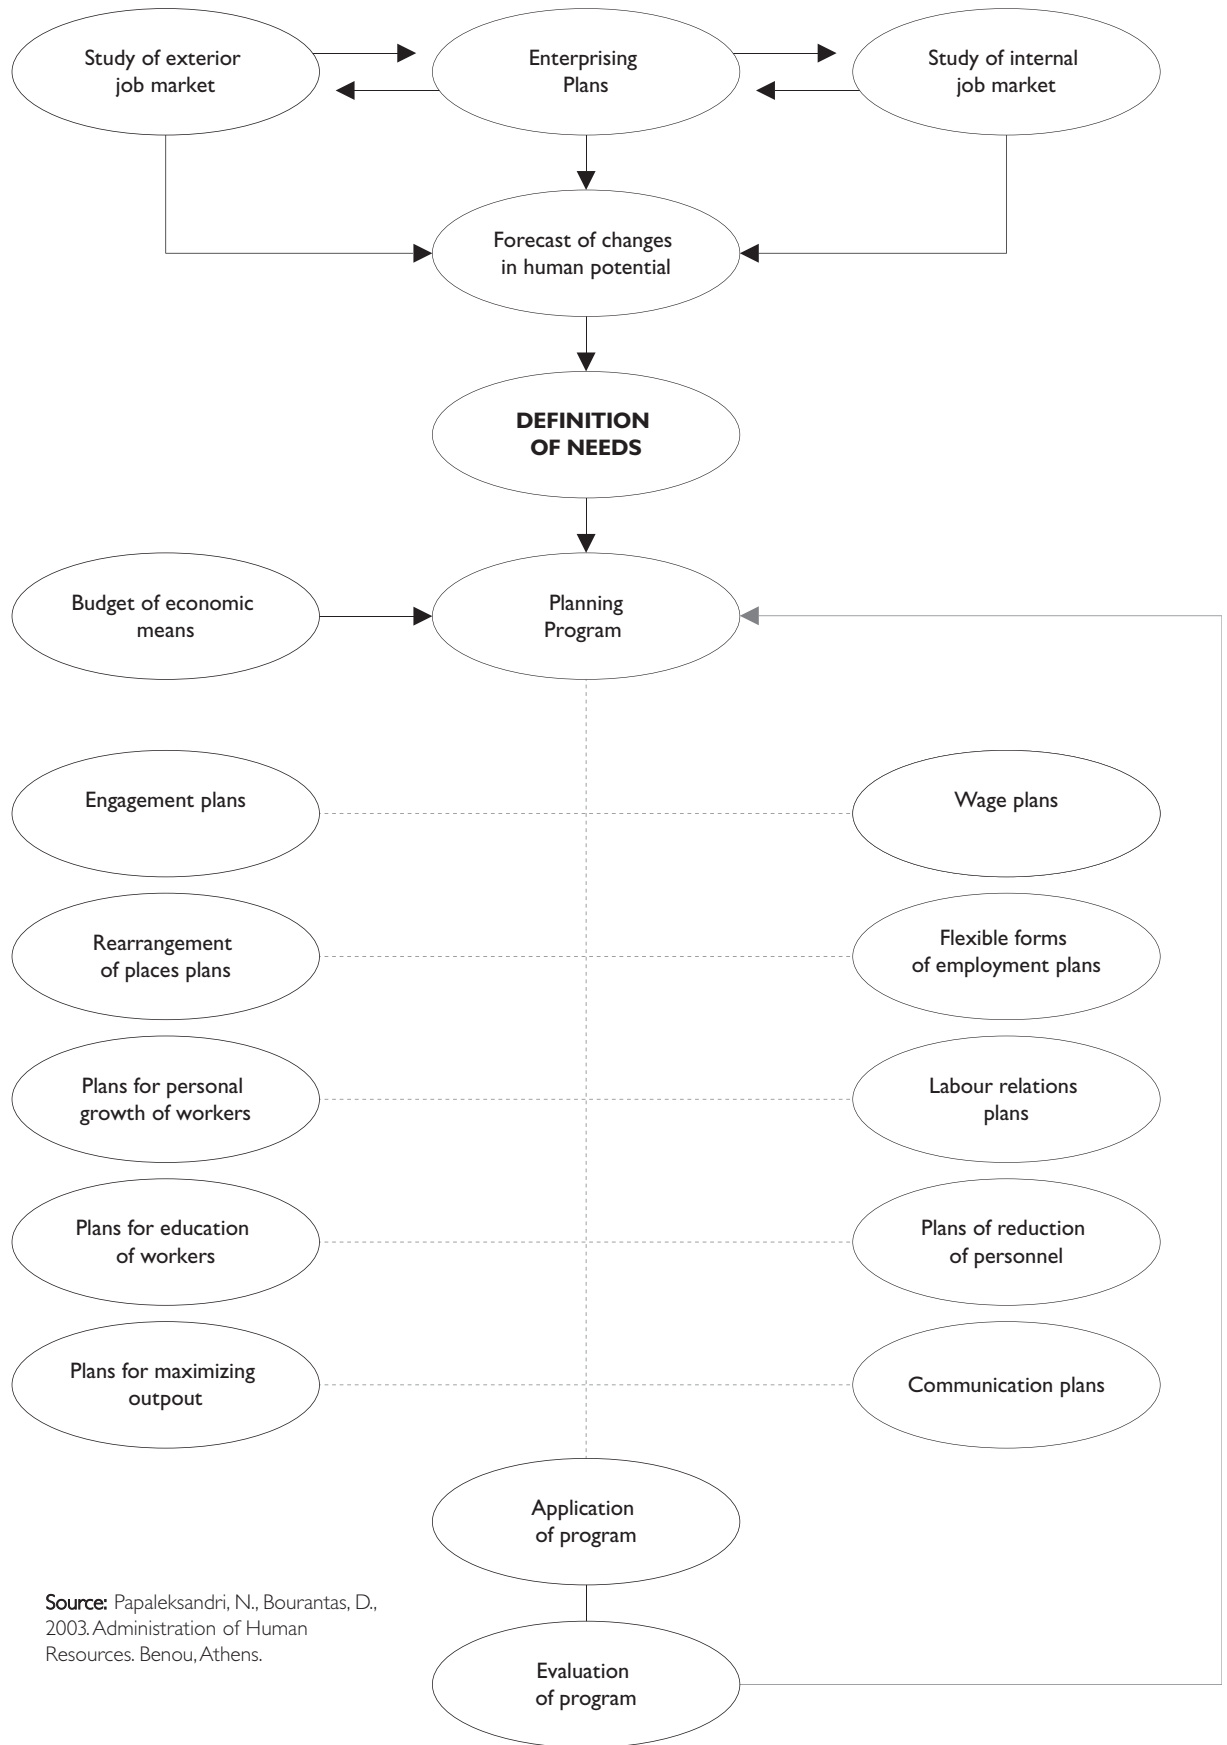 Study of exterior
job market
Enterprising
Plans
Study of internal
job market
Forecast of changes
in human potential
DEFINITION
OF NEEDS
Budget of economic
means
Planning
Program
Engagement plans
Wage plans
Rearrangement
of places plans
Flexible forms
of employment plans
Plans for personal
growth of workers
Labour relations
plans
Plans for education
of workers
Plans of reduction
of personnel
Plans for maximizing
outpout
Communication plans
Application
of program
Source: Papaleksandri, N., Bourantas, D.,
2003. Administration of Human
Resources. Benou, Athens.
Evaluation
of program